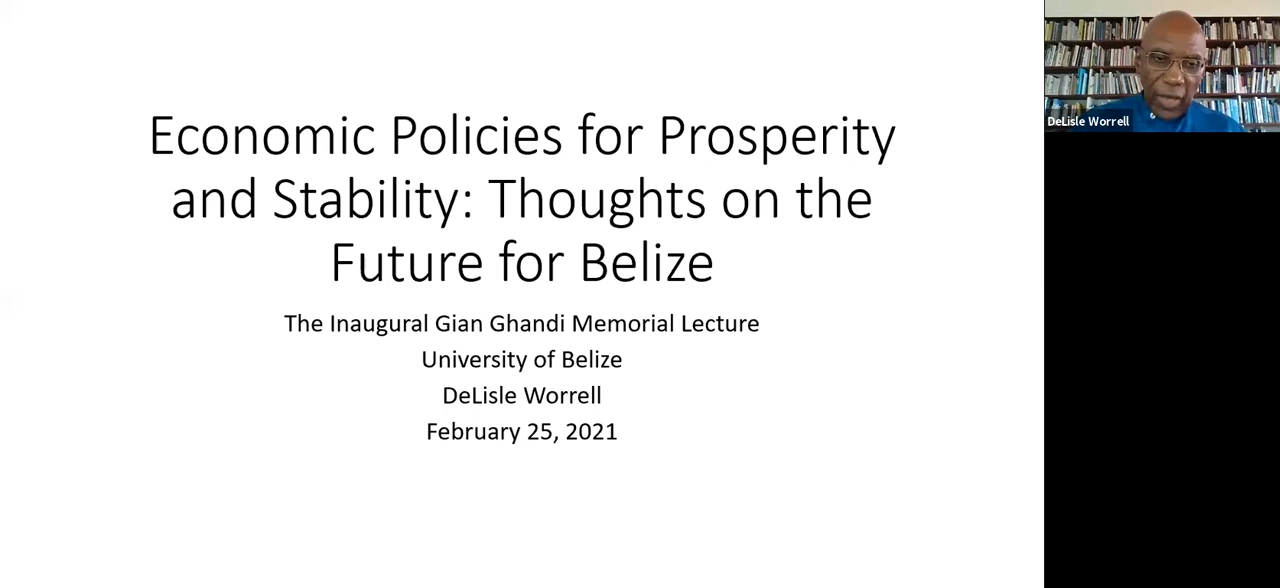 Economic Policies for Prosperity
and Stability: Thoughts on the
Future for Belize
The Inaugural Gian Ghandi Memorial Lecture
University of Belize
DeLisle Worrell
February 25, 2021
DeLisle Worrell